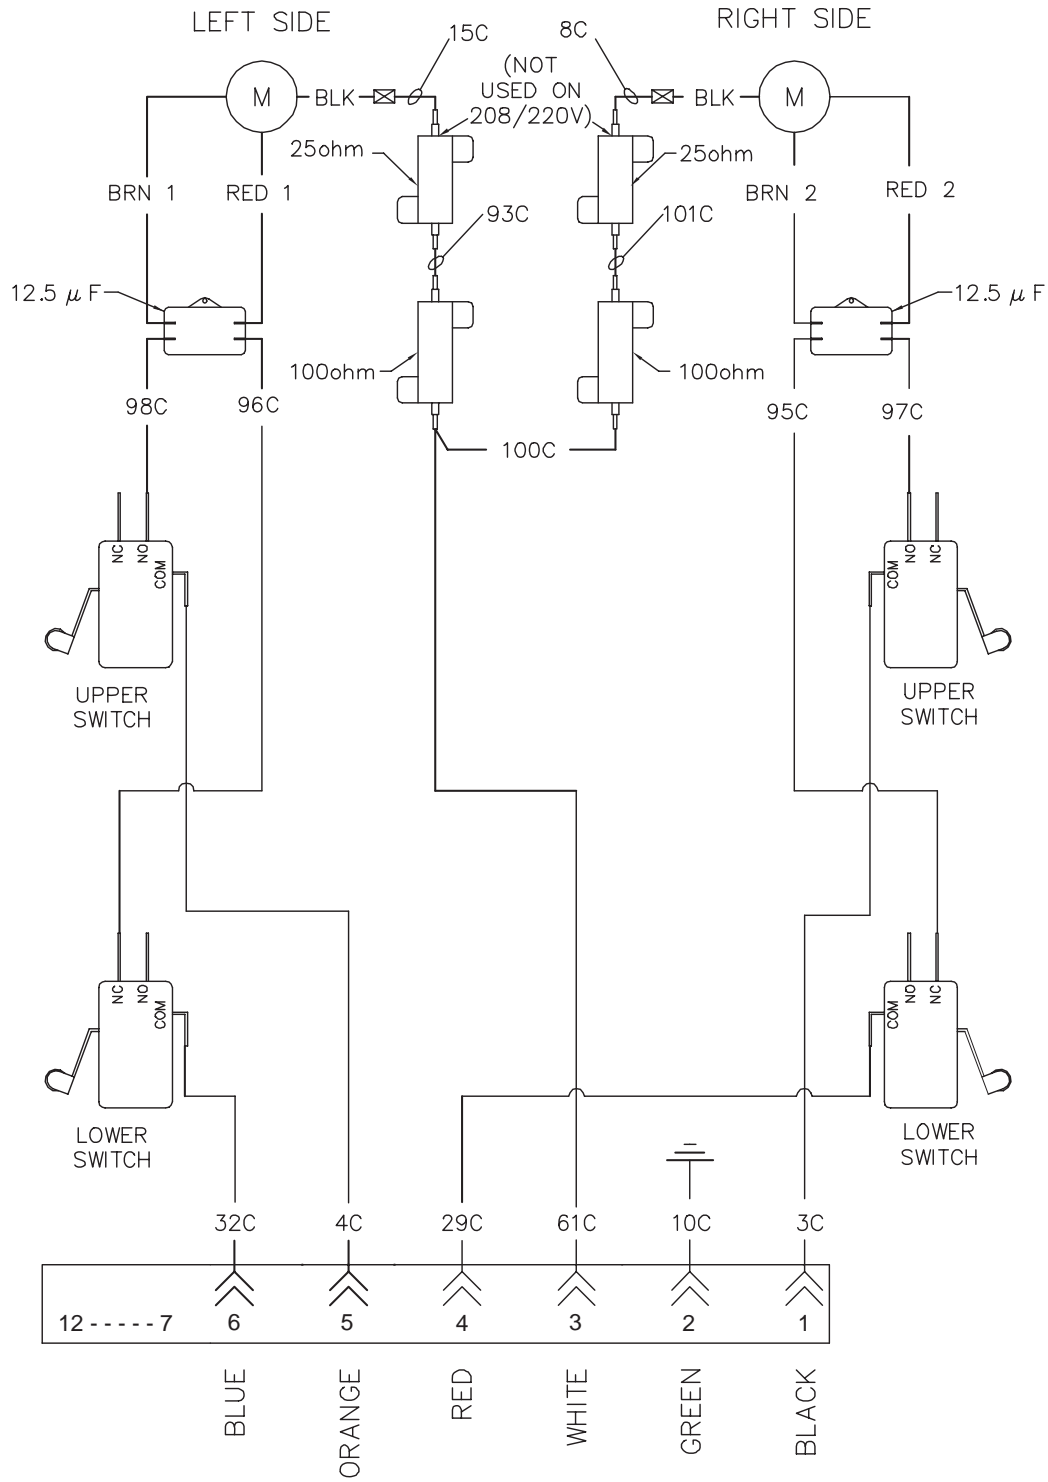 LEFT SIDE
RIGHT SIDE
15C
8C
(NOT
USED ON
208/220V)
M
BLK
BLK
M
25ohm
25ohm
BRN 1
RED 1
BRN 2
RED 2
93C
101C
12.5 μ F
12.5 μ F
100ohm
100ohm
98C
96C
95C
97C
100C
NC
NO
COM
COM
NO
NC
UPPER
SWITCH
UPPER
SWITCH
NC
NO
COM
COM
NO
NC
LOWER
SWITCH
LOWER
SWITCH
32C
4C
29C
61C
10C
3C
12 - - - - - 7
6
5
4
3
2
1
BLUE
ORANGE
RED
WHITE
GREEN
BLACK